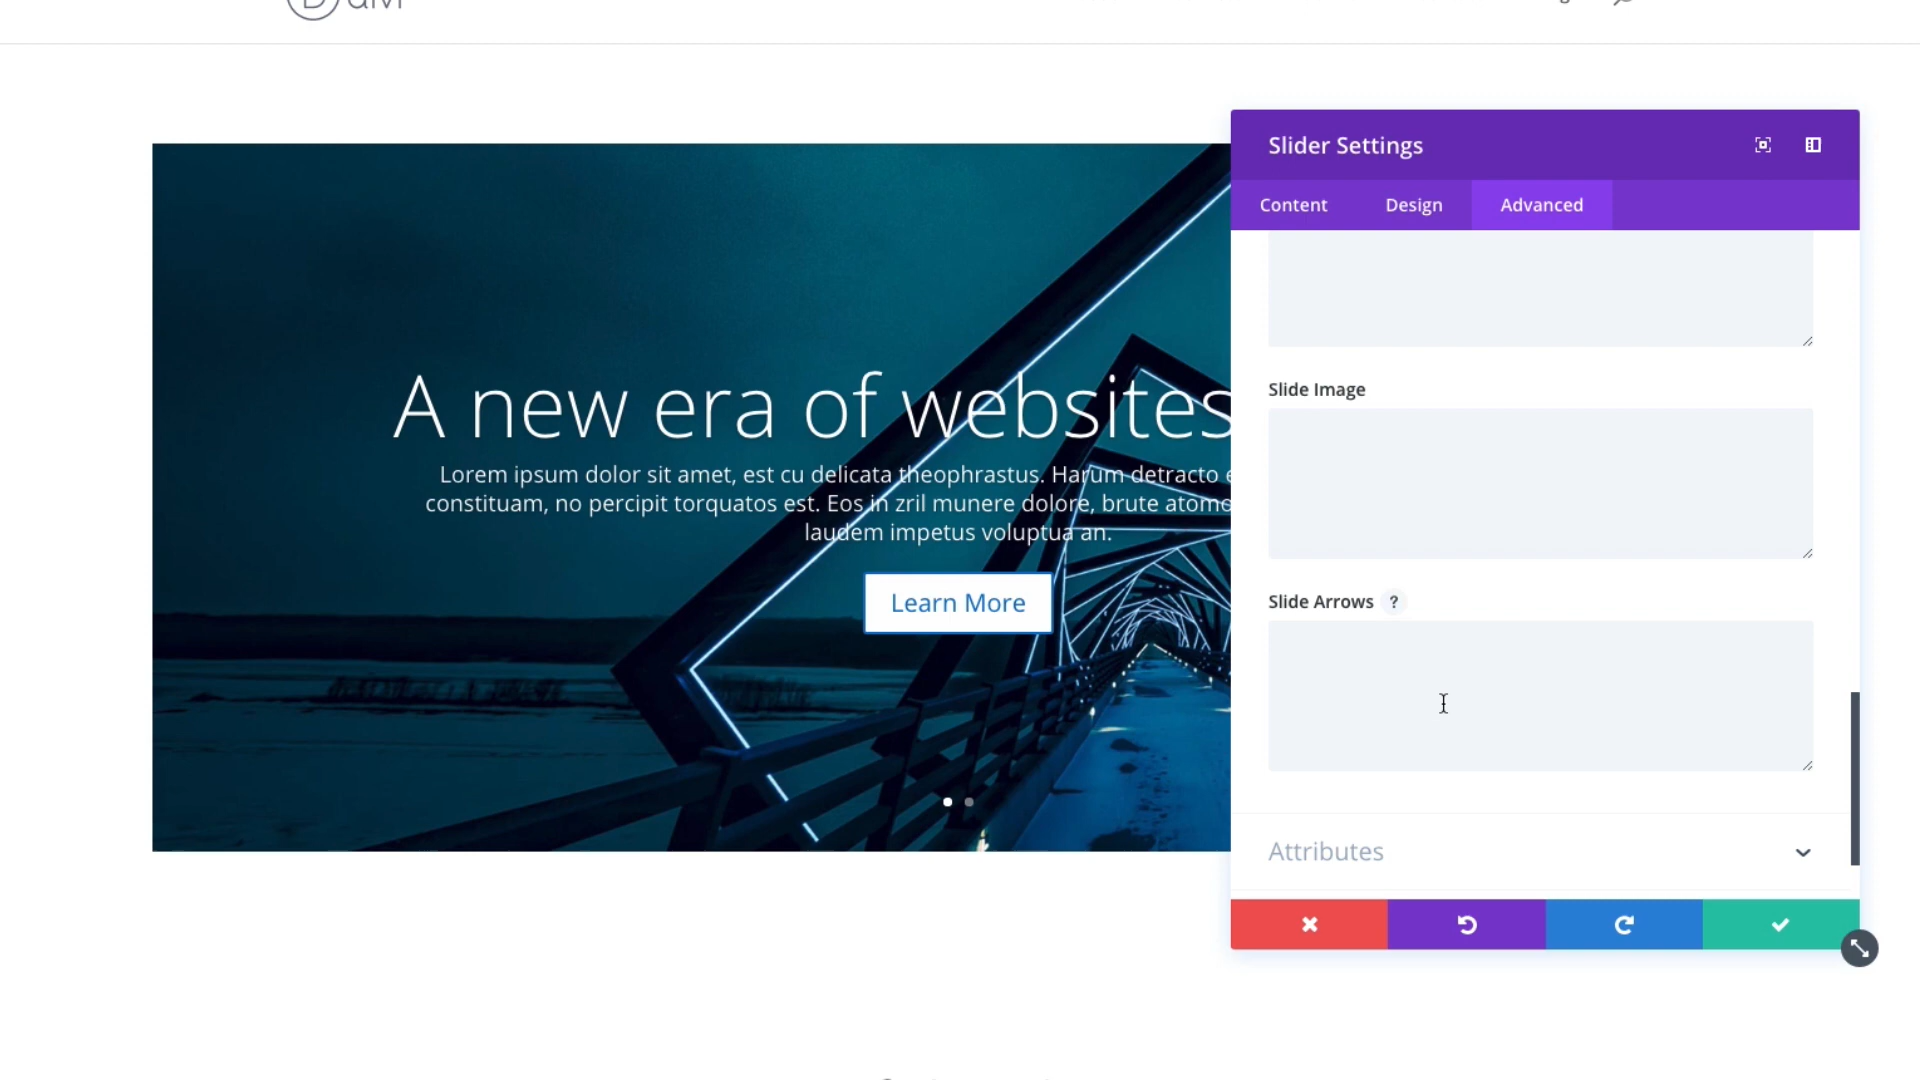 Slider Settings
Content
Design
Advanced
A new era of websites
Lorem ipsum dolor sit amet, est cu delicata theophrastus. Harum detracto
constituam, no percipit torquatos est. Eos in zril munere dolore, brute atomo
laudem impetus voluptua an.
Learn More
Slide Image
Slide Arrows ?
Attributes